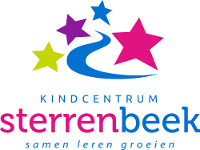 KINDCENTRUM
sterrenbeek
samen leren groeien